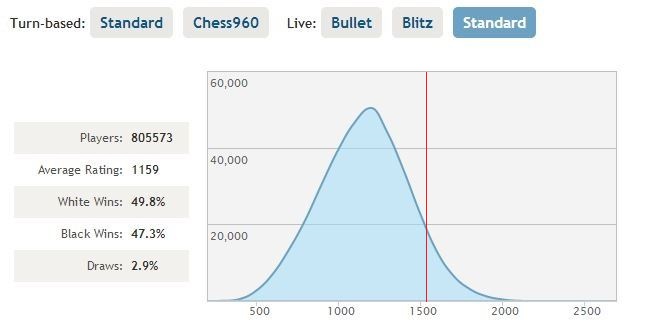 Turn-based: Standard Chess960 Live: Bullet Blitz Standard
60,000
Players: 805573
40,000
Average Rating: 1159
White Wins: 49.8%
Black Wins: 47.3%
20,000
Draws: 2.9%
500 1000 1500 2000 2500